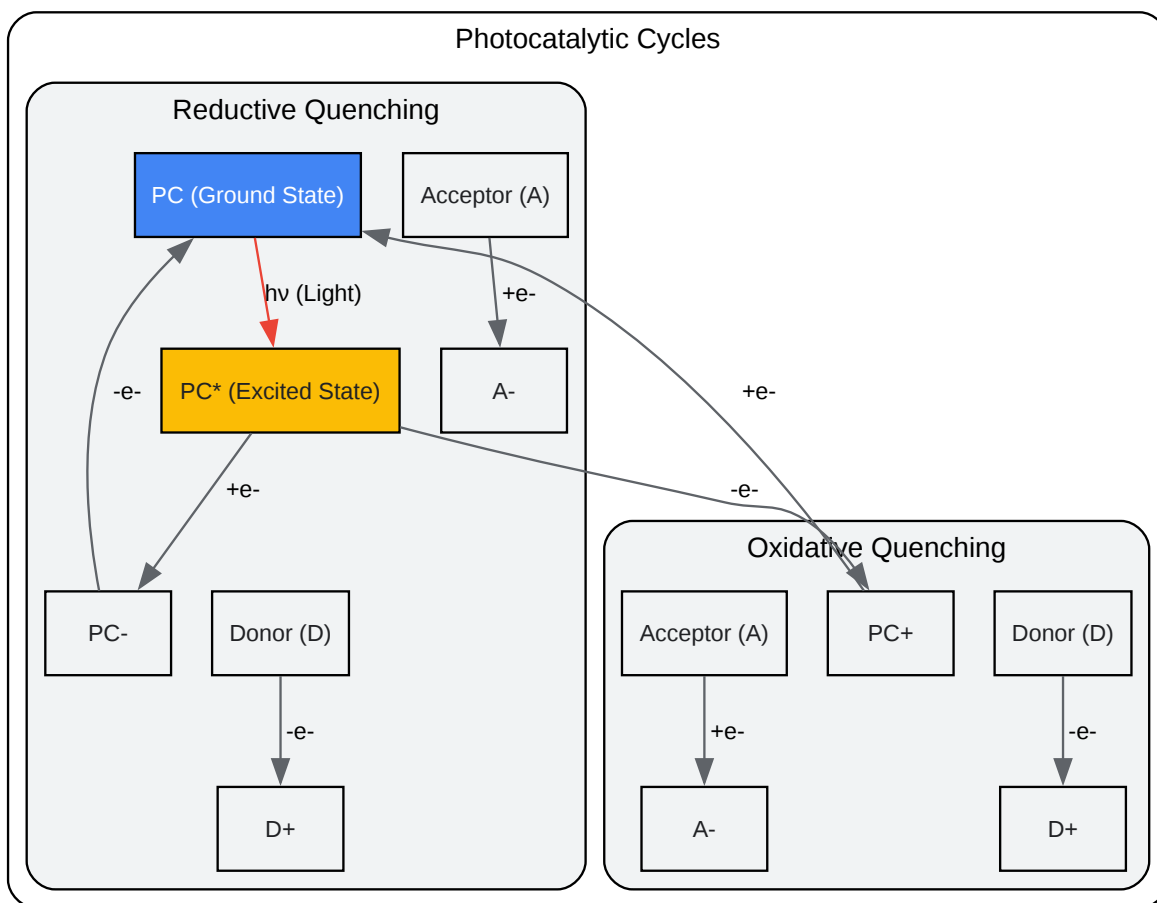 Photocatalytic Cycles
Reductive Quenching
PC (Ground State)
Acceptor (A)
hν (Light)
+e-
PC* (Excited State)
A-
-e-
+e-
+e-
-e-
Oxidative Quenching
PC-
Donor (D)
Acceptor (A)
PC+
Donor (D)
-e-
+e-
-e-
D+
A-
D+